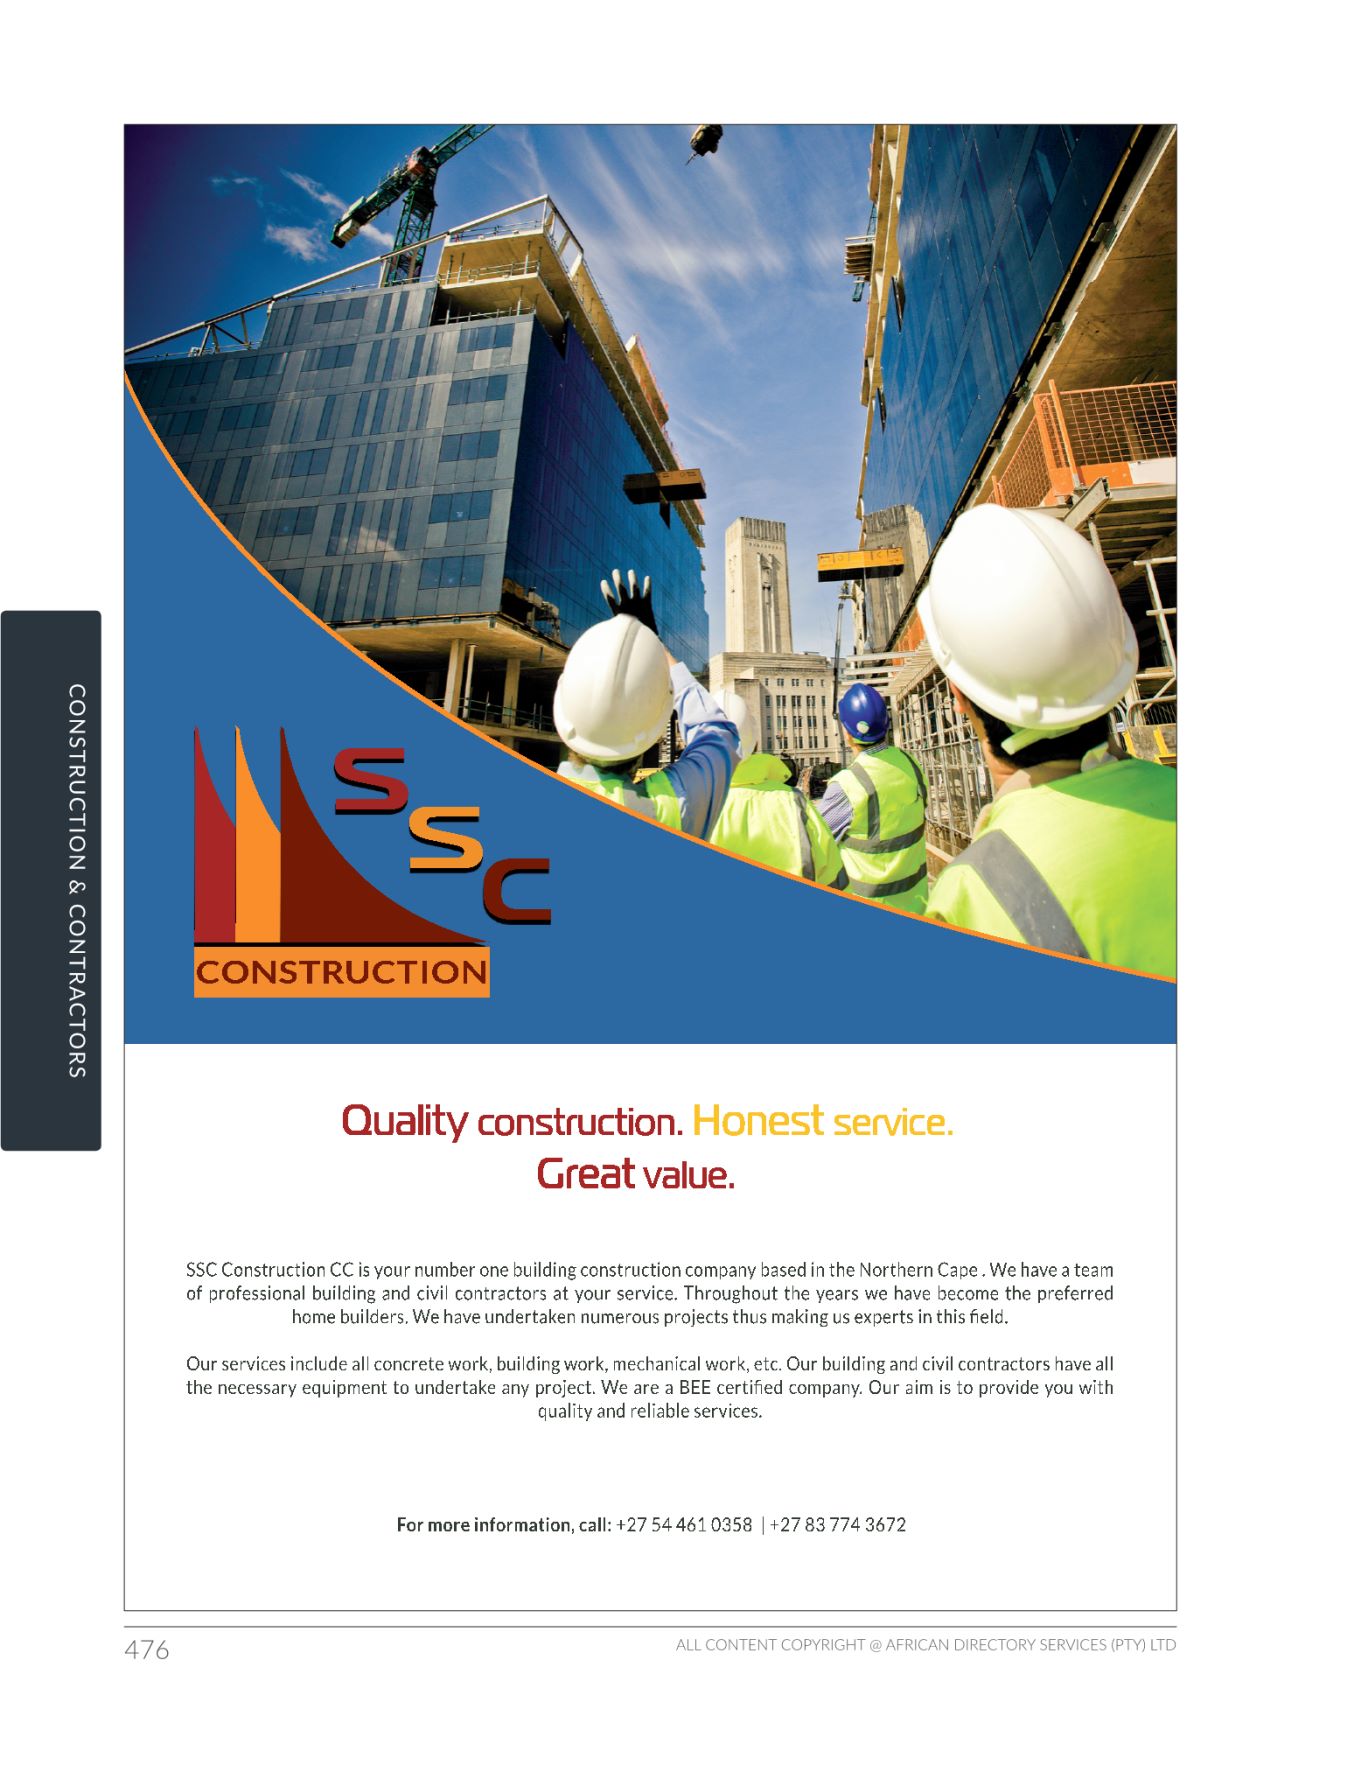 CONSTRUCTION & CONTRACTORS
S
S
C
CONSTRUCTION
Quality construction. Honest service.
Great value.
SSC Construction CC is your number one building construction company based in the Northern Cape . We have a team
of professional building and civil contractors at your service. Throughout the years we have become the preferred
home builders. We have undertaken numerous projects thus making us experts in this field.
Our services include all concrete work, building work, mechanical work, etc. Our building and civil contractors have all
the necessary equipment to undertake any project. We are a BEE certified company. Our aim is to provide you with
quality and reliable services.
For more information, call: +27 54 461 0358 | +27 83 774 3672
476
ALL CONTENT COPYRIGHT @ AFRICAN DIRECTORY SERVICES (PTY) LTD